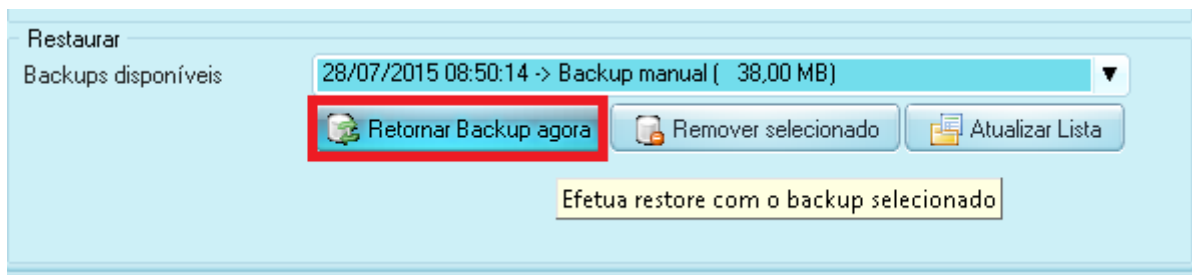 Restaurar
Backups disponíveis
28/07/2015 08:50:14 -> Backup manual (   38,00 MB)
Retornar Backup agora
Remover selecionado
Atualizar Lista
Efetua restore com o backup selecionado